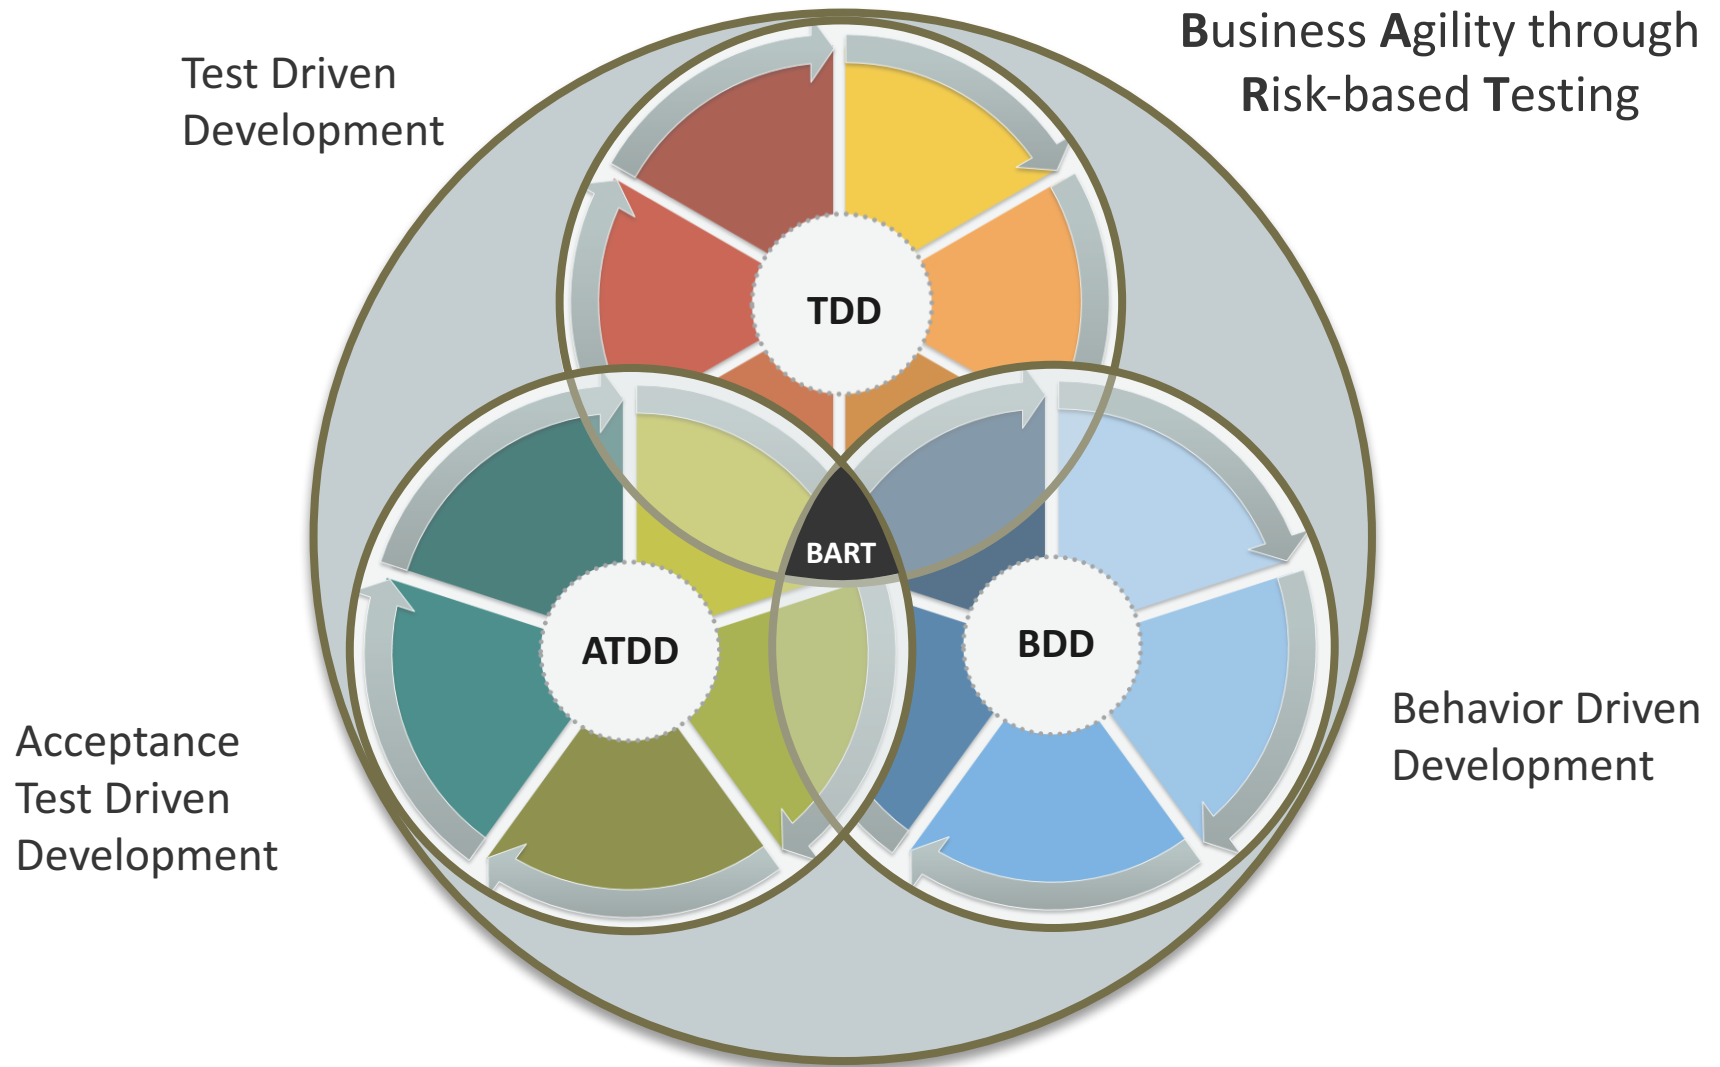 Business Agility through
Risk-based Testing
Test Driven
Development
TDD
BART
ATDD
BDD
Acceptance
Test Driven
Development
Behavior Driven
Development